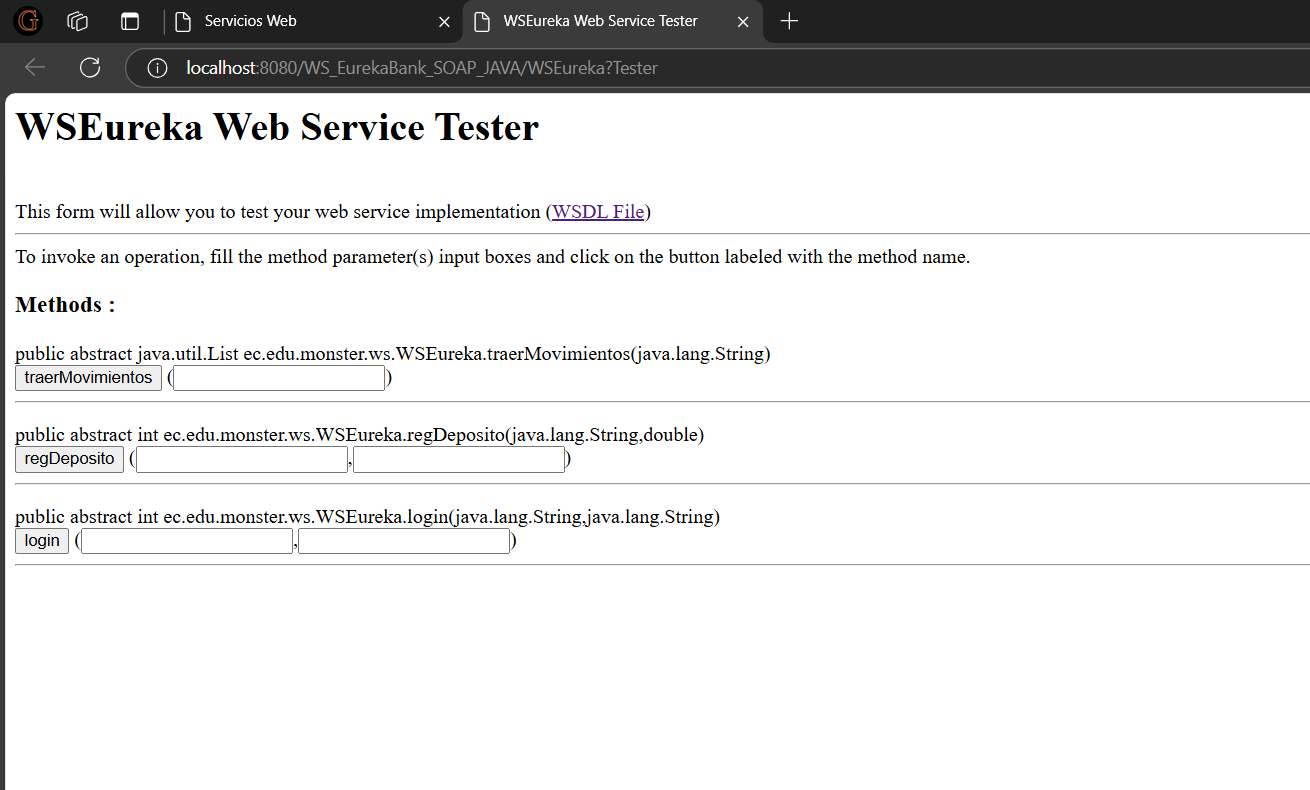 Servicios Web
WSEureka Web Service Tester
localhost:8080/WS_EurekaBank_SOAP_JAVA/WSEureka?Tester
WSEureka Web Service Tester
This form will allow you to test your web service implementation (WSDL File)
To invoke an operation, fill the method parameter(s) input boxes and click on the button labeled with the method name.
Methods :
public abstract java.util.List ec.edu.monster.ws.WSEureka.traerMovimientos(java.lang.String)
traerMovimientos ( )
public abstract int ec.edu.monster.ws.WSEureka.regDeposito(java.lang.String,double)
regDeposito ( , )
public abstract int ec.edu.monster.ws.WSEureka.login(java.lang.String,java.lang.String)
login ( , )